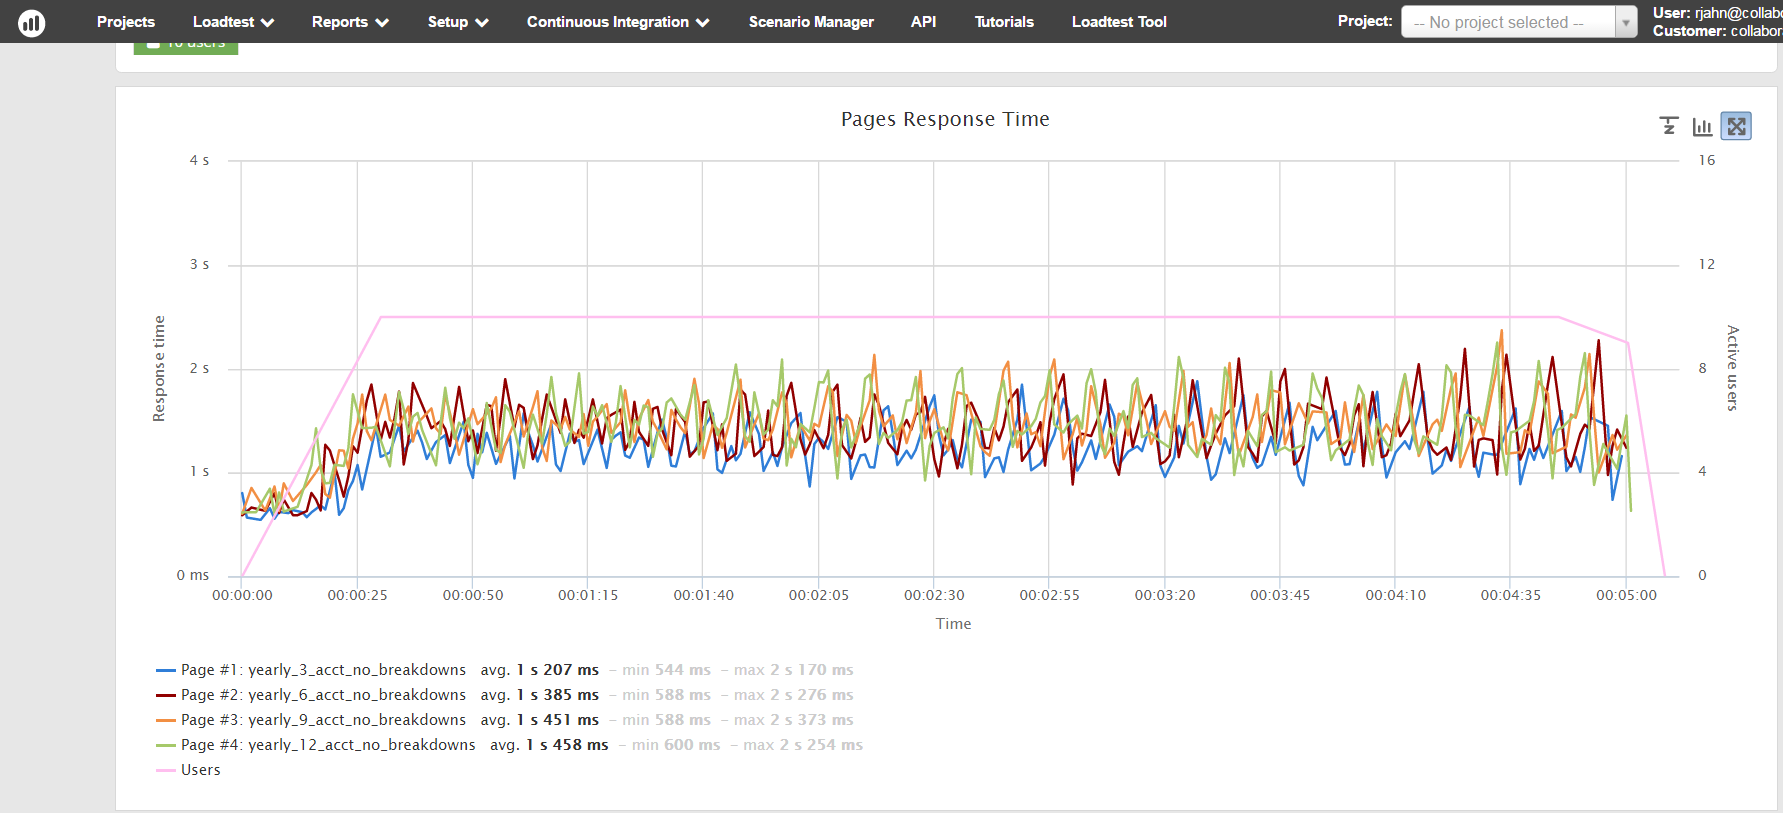 Projects Loadtest Reports Setup Continuous Integration Scenario Manager API Tutorials Loadtest Tool Project: -- No project selected -- User: rjahn@collabo
Customer: collabor
10 users
Pages Response Time
4 s
3 s
2 s
1 s
0 ms
Response time
16
12
8
4
0
Active users
00:00:00 00:00:25 00:00:50 00:01:15 00:01:40 00:02:05 00:02:30 00:02:55 00:03:20 00:03:45 00:04:10 00:04:35 00:05:00
Time
Page #1: yearly_3_acct_no_breakdowns avg. 1 s 207 ms – min 544 ms – max 2 s 170 ms
Page #2: yearly_6_acct_no_breakdowns avg. 1 s 385 ms – min 588 ms – max 2 s 276 ms
Page #3: yearly_9_acct_no_breakdowns avg. 1 s 451 ms – min 588 ms – max 2 s 373 ms
Page #4: yearly_12_acct_no_breakdowns avg. 1 s 458 ms – min 600 ms – max 2 s 254 ms
Users